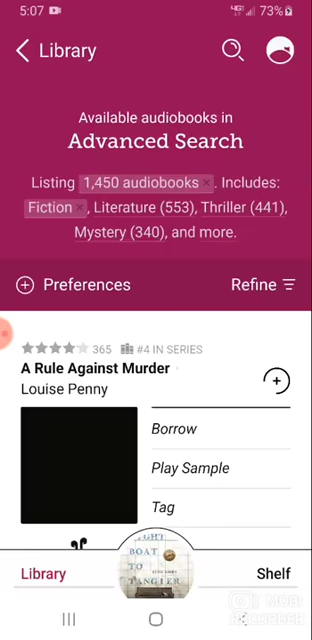 5:07 73%
Library
Available audiobooks in
Advanced Search
Listing 1,450 audiobooks ×. Includes:
Fiction ×, Literature (553), Thriller (441),
Mystery (340), and more.
Preferences Refine
365 #4 IN SERIES
A Rule Against Murder
Louise Penny
Borrow
Play Sample
Tag
BOAT
TO
TANGIER
Library Shelf
MOBI
RECORDER